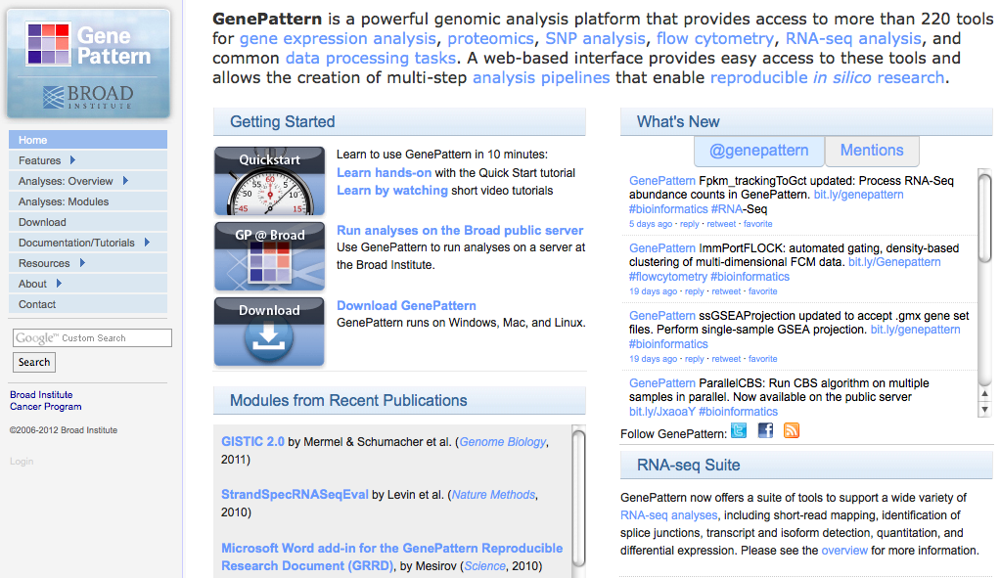 Gene
Pattern
BROAD
INSTITUTE
Home
Features
Analyses: Overview
Analyses: Modules
Download
Documentation/Tutorials
Resources
About
Contact
Google™ Custom Search
Search
Broad Institute
Cancer Program
©2006-2012 Broad Institute
Login
GenePattern is a powerful genomic analysis platform that provides access to more than 220 tools
for gene expression analysis, proteomics, SNP analysis, flow cytometry, RNA-seq analysis, and
common data processing tasks. A web-based interface provides easy access to these tools and
allows the creation of multi-step analysis pipelines that enable reproducible in silico research.
Getting Started
Quickstart
60
55
50
45
5
10
15
Learn to use GenePattern in 10 minutes:
Learn hands-on with the Quick Start tutorial
Learn by watching short video tutorials
GP @ Broad
Run analyses on the Broad public server
Use GenePattern to run analyses on a server at
the Broad Institute.
Download
Download GenePattern
GenePattern runs on Windows, Mac, and Linux.
Modules from Recent Publications
GISTIC 2.0 by Mermel & Schumacher et al. (Genome Biology,
2011)
StrandSpecRNASeqEval by Levin et al. (Nature Methods,
2010)
Microsoft Word add-in for the GenePattern Reproducible
Research Document (GRRD), by Mesirov (Science, 2010)
What's New
@genepattern
Mentions
GenePattern Fpkm_trackingToGct updated: Process RNA-Seq
abundance counts in GenePattern. bit.ly/genepattern
#bioinformatics #RNA-Seq
5 days ago · reply · retweet · favorite
GenePattern ImmPortFLOCK: automated gating, density-based
clustering of multi-dimensional FCM data. bit.ly/Genepattern
#flowcytometry #bioinformatics
19 days ago · reply · retweet · favorite
GenePattern ssGSEAProjection updated to accept .gmx gene set
files. Perform single-sample GSEA projection. bit.ly/genepattern
#bioinformatics
19 days ago · reply · retweet · favorite
GenePattern ParallelCBS: Run CBS algorithm on multiple
samples in parallel. Now available on the public server
bit.ly/JxaoaY #bioinformatics
Follow GenePattern:
RNA-seq Suite
GenePattern now offers a suite of tools to support a wide variety of
RNA-seq analyses, including short-read mapping, identification of
splice junctions, transcript and isoform detection, quantitation, and
differential expression. Please see the overview for more information.